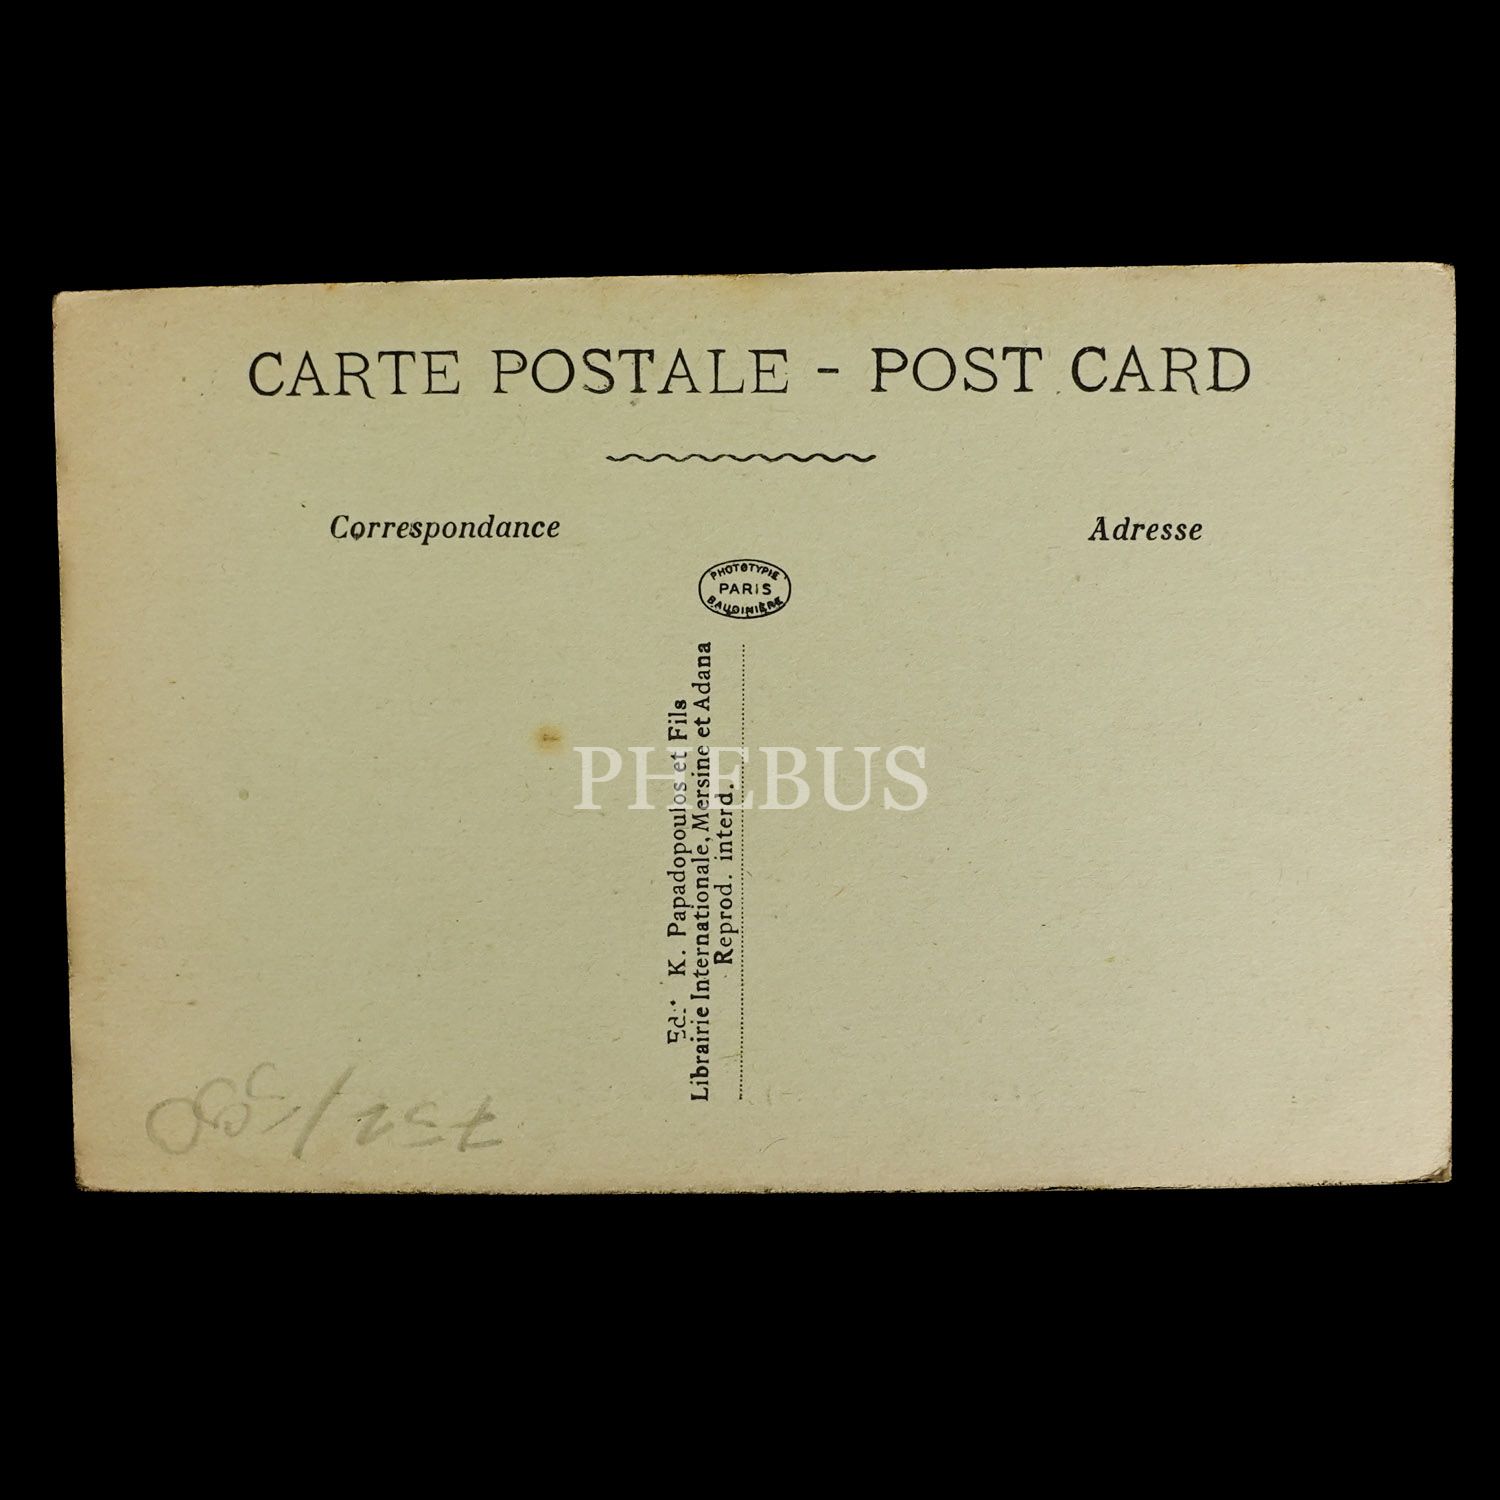 CARTE POSTALE - POST CARD
Correspondance
Adresse
PHOTOTYPIE
PARIS
BAUDINIÈRE
Ed.: K. Papadopoulos et Fils
Librairie Internationale, Mersine et Adana
Reprod. interd.
PHEBUS